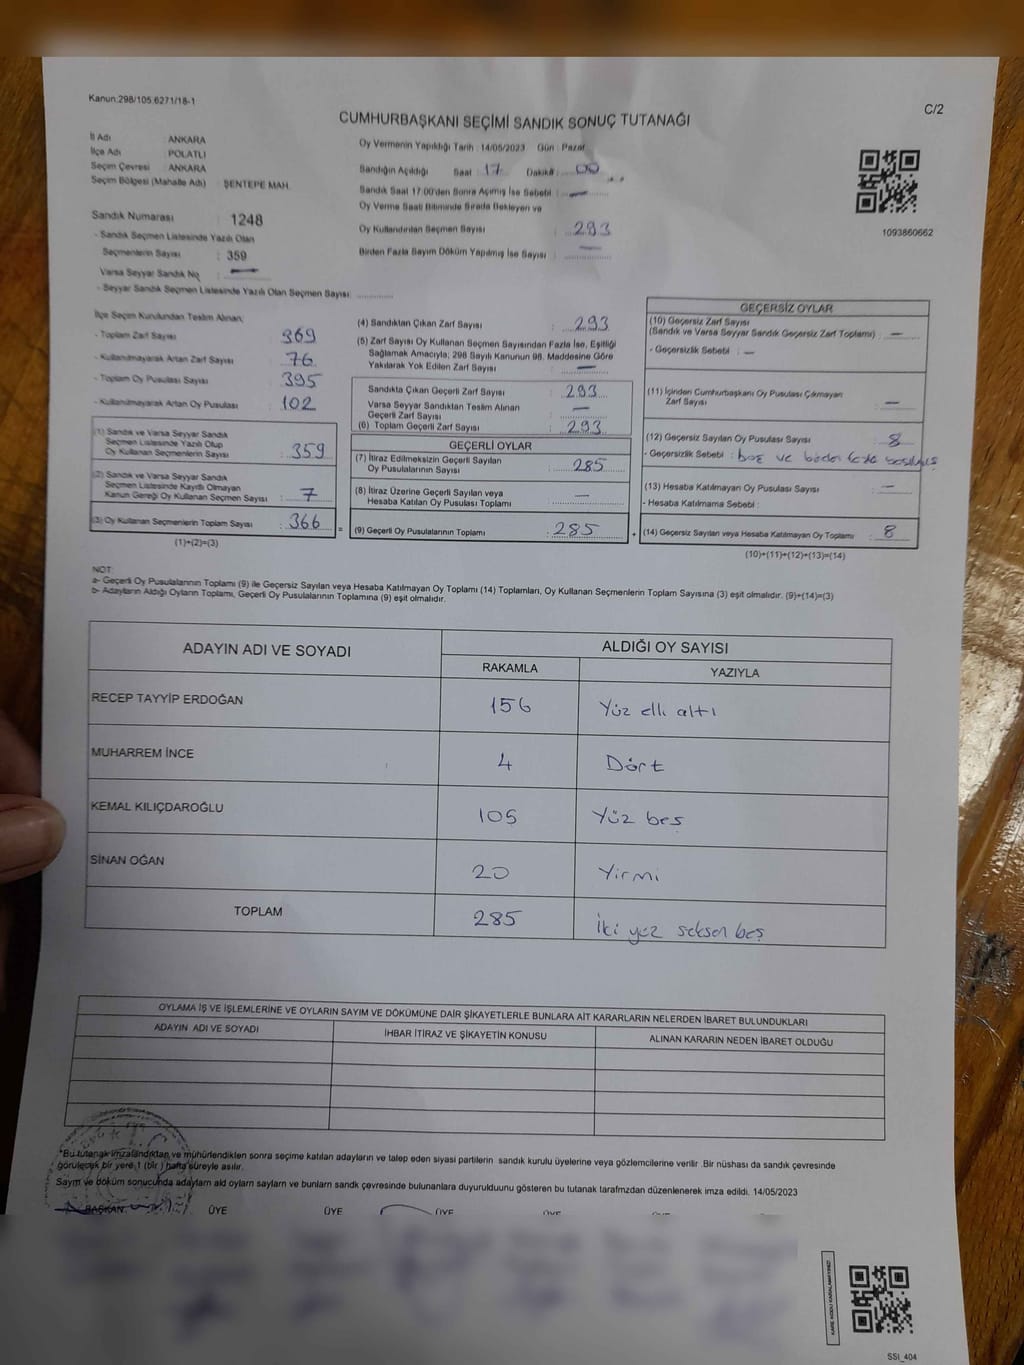 Kanun:298/105.6271/18-1
C/2
CUMHURBAŞKANI SEÇİMİ SANDIK SONUÇ TUTANAĞI
İl Adı : ANKARA
İlçe Adı : POLATLI
Seçim Çevresi : ANKARA
Seçim Bölgesi (Mahalle Adı) : ŞENTEPE MAH.
Sandık Numarası : 1248
- Sandık Seçmen Listesinde Yazılı Olan
Seçmenlerin Sayısı : 359
Varsa Seyyar Sandık No : —
- Seyyar Sandık Seçmen Listesinde Yazılı Olan Seçmen Sayısı: ............
Oy Vermenin Yapıldığı Tarih : 14/05/2023 Gün : Pazar
Sandığın Açıldığı Saat : 17 Dakika : 00
Sandık Saat 17.00'den Sonra Açılmış İse Sebebi : —
Oy Verme Saati Bitiminde Sırada Bekleyen ve
Oy Kullandırılan Seçmen Sayısı : 293
Birden Fazla Sayım Döküm Yapılmış İse Sayısı : —
1093860662
İlçe Seçim Kurulundan Teslim Alınan;
- Toplam Zarf Sayısı : 369
- Kullanılmayarak Artan Zarf Sayısı : 76
- Toplam Oy Pusulası Sayısı : 395
- Kullanılmayarak Artan Oy Pusulası : 102
(1) Sandık ve Varsa Seyyar Sandık
Seçmen Listesinde Yazılı Olup
Oy Kullanan Seçmenlerin Sayısı : 359
(2) Sandık ve Varsa Seyyar Sandık
Seçmen Listesinde Kayıtlı Olmayan
Kanun Gereği Oy Kullanan Seçmen Sayısı : 7
(3) Oy Kullanan Seçmenlerin Toplam Sayısı : 366
(1)+(2)=(3)
=
(4) Sandıktan Çıkan Zarf Sayısı : 293
(5) Zarf Sayısı Oy Kullanan Seçmen Sayısından Fazla İse, Eşitliği
Sağlamak Amacıyla; 298 Sayılı Kanunun 98. Maddesine Göre
Yakılarak Yok Edilen Zarf Sayısı : —
Sandıkta Çıkan Geçerli Zarf Sayısı : 293
Varsa Seyyar Sandıktan Teslim Alınan
Geçerli Zarf Sayısı : —
(6) Toplam Geçerli Zarf Sayısı : 293
GEÇERLİ OYLAR
(7) İtiraz Edilmeksizin Geçerli Sayılan
Oy Pusulalarının Sayısı : 285
(8) İtiraz Üzerine Geçerli Sayılan veya
Hesaba Katılan Oy Pusulası Toplamı : —
(9) Geçerli Oy Pusulalarının Toplamı : 285
+
GEÇERSİZ OYLAR
(10) Geçersiz Zarf Sayısı
(Sandık ve Varsa Seyyar Sandık Geçersiz Zarf Toplamı) : —
- Geçersizlik Sebebi : —
(11) İçinden Cumhurbaşkanı Oy Pusulası Çıkmayan
Zarf Sayısı : —
(12) Geçersiz Sayılan Oy Pusulası Sayısı : 8
- Geçersizlik Sebebi : boş ve birden fazla
(13) Hesaba Katılmayan Oy Pusulası Sayısı : —
- Hesaba Katılmama Sebebi :
(14) Geçersiz Sayılan veya Hesaba Katılmayan Oy Toplamı : 8
(10)+(11)+(12)+(13)=(14)
NOT:
a- Geçerli Oy Pusulalarının Toplamı (9) ile Geçersiz Sayılan veya Hesaba Katılmayan Oy Toplamı (14) Toplamları, Oy Kullanan Seçmenlerin Toplam Sayısına (3) eşit olmalıdır. (9)+(14)=(3)
b- Adayların Aldığı Oyların Toplamı, Geçerli Oy Pusulalarının Toplamına (9) eşit olmalıdır.
ADAYIN ADI VE SOYADI
ALDIĞI OY SAYISI
RAKAMLA YAZIYLA
RECEP TAYYİP ERDOĞAN 156 Yüz elli altı
MUHARREM İNCE 4 Dört
KEMAL KILIÇDAROĞLU 105 Yüz beş
SİNAN OĞAN 20 Yirmi
TOPLAM 285 İki yüz seksen beş
OYLAMA İŞ VE İŞLEMLERİNE VE OYLARIN SAYIM VE DÖKÜMÜNE DAİR ŞİKAYETLERLE BUNLARA AİT KARARLARIN NELERDEN İBARET BULUNDUKLARI
ADAYIN ADI VE SOYADI İHBAR İTİRAZ VE ŞİKAYETİN KONUSU ALINAN KARARIN NEDEN İBARET OLDUĞU
*Bu tutanak imzalandıktan ve mühürlendikten sonra seçime katılan adayların ve talep eden siyasi partilerin sandık kurulu üyelerine veya gözlemcilerine verilir .Bir nüshası da sandık çevresinde
görülecek bir yere 1 (bir ) hafta süreyle asılır.
Sayım ve döküm sonucunda adayların ald oyların sayların ve bunların sandk çevresinde bulunanlara duyurulduunu gösteren bu tutanak tarafmzdan düzenlenerek imza edildi. 14/05/2023
BAŞKAN ÜYE ÜYE ÜYE ÜYE
KARE KODU KARALAMAYINIZ!
SSI_404